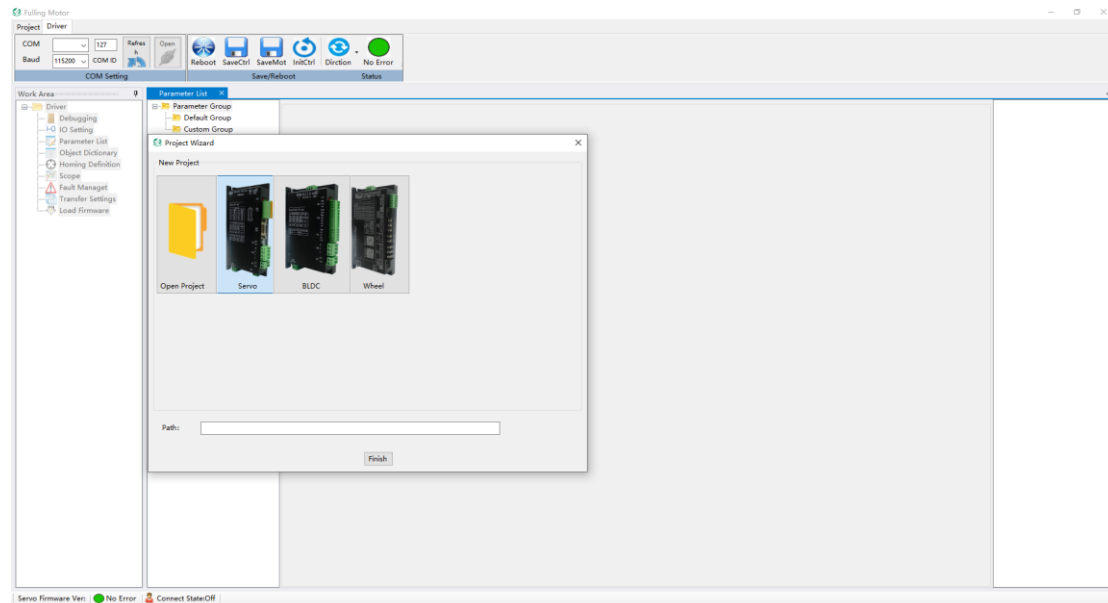 Fulling Motor
Project Driver
COM 127 Refresh Open
Baud 115200 COM ID
Reboot SaveCtrl SaveMot InitCtrl Dirction No Error
COM Setting Save/Reboot Status
Work Area
Parameter List ×
Driver
Debugging
IO Setting
Parameter List
Object Dictionary
Homing Definition
Scope
Fault Managet
Transfer Settings
Load Firmware
Parameter Group
Default Group
Custom Group
Project Wizard
New Project
Open Project Servo BLDC Wheel
Path:
Finish
Servo Firmware Ver: No Error Connect State:Off